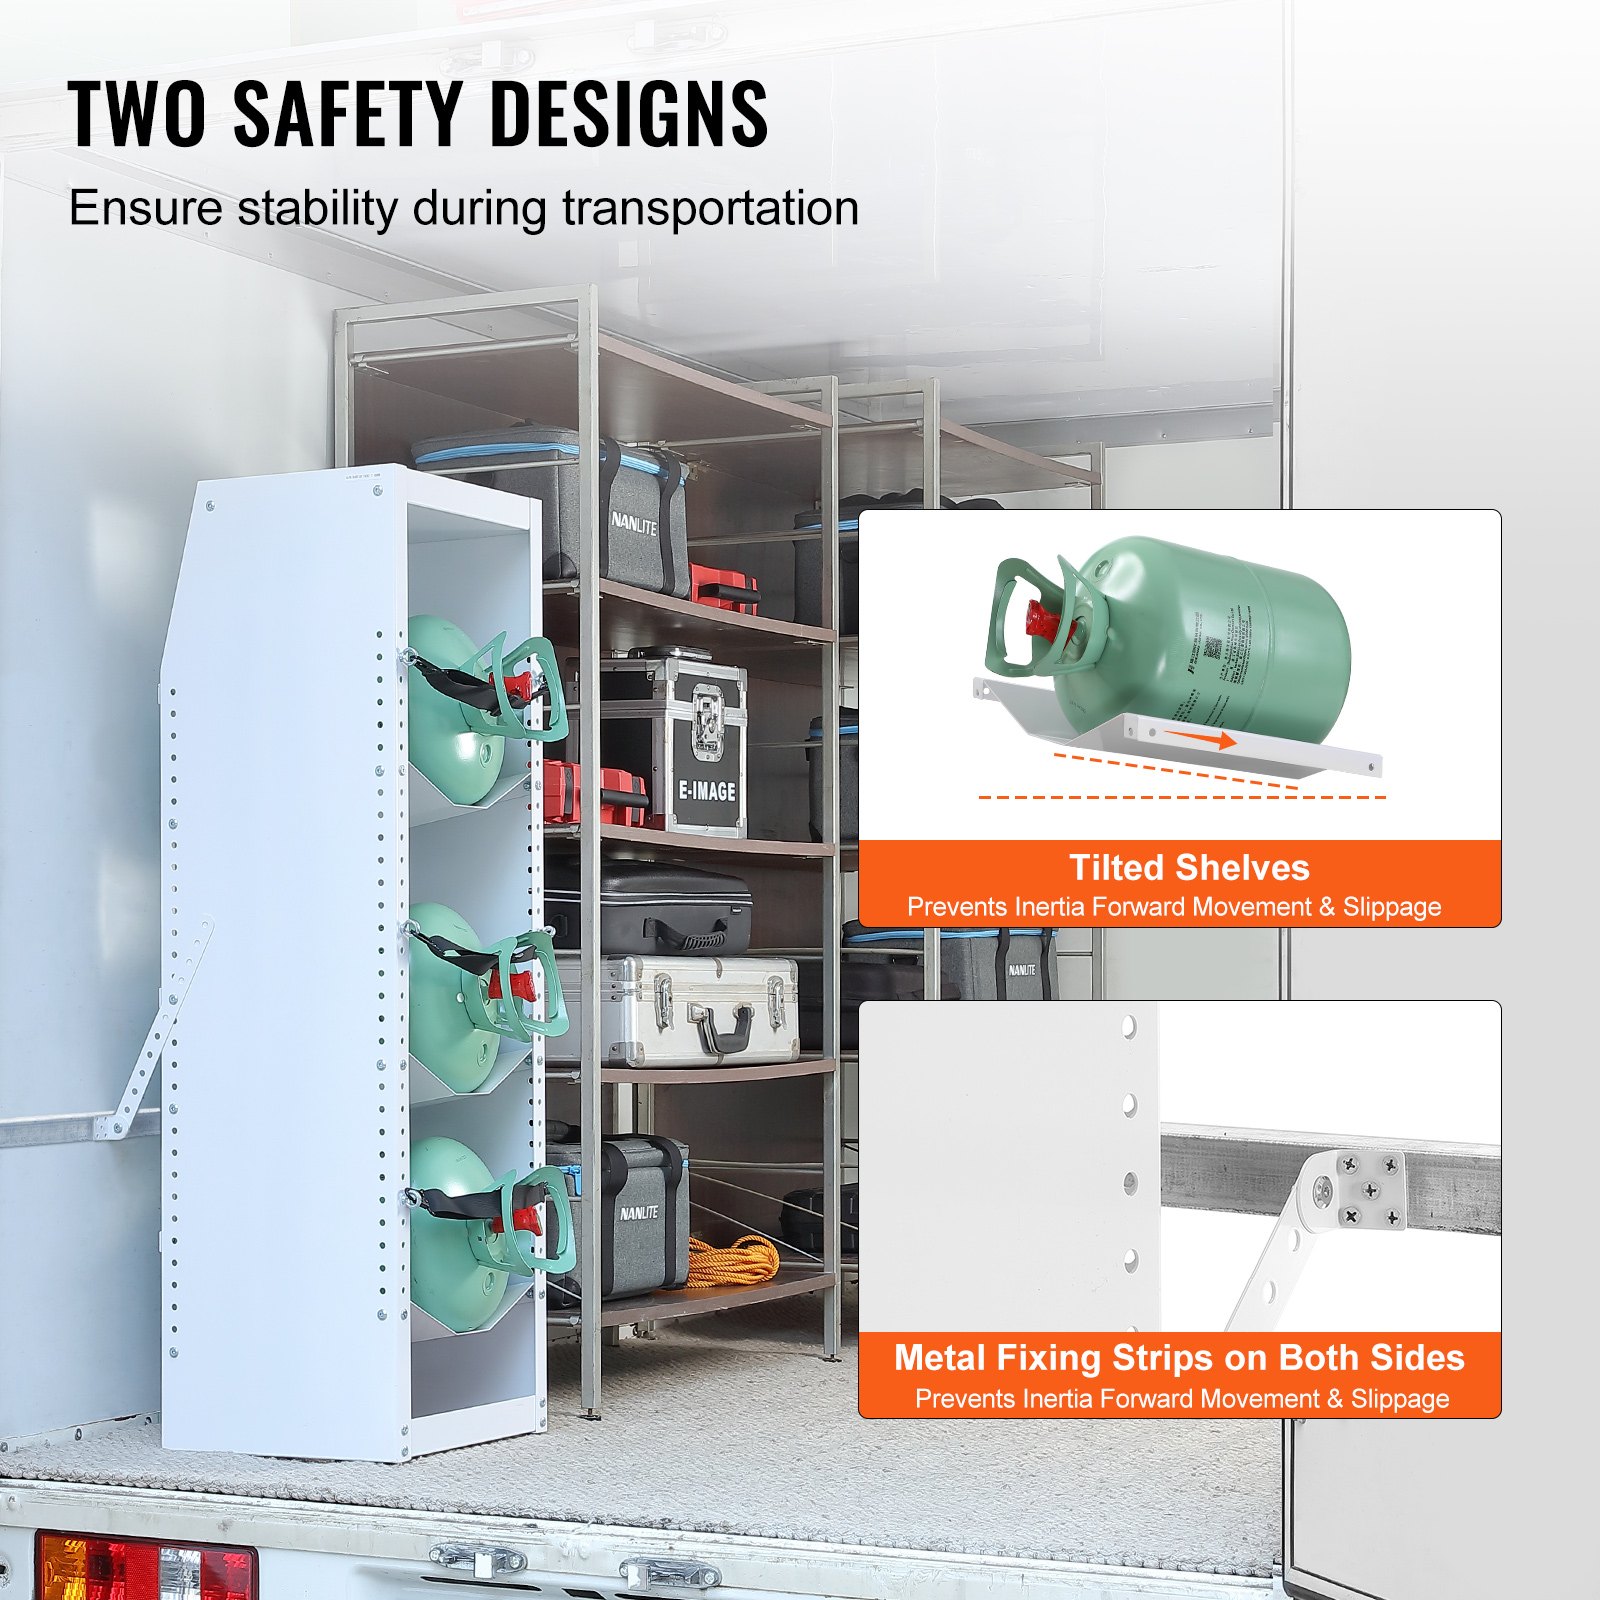 TWO SAFETY DESIGNS
Ensure stability during transportation
NANLITE
E-IMAGE
NANLITE
NANLITE
Tilted Shelves
Prevents Inertia Forward Movement & Slippage
Metal Fixing Strips on Both Sides
Prevents Inertia Forward Movement & Slippage